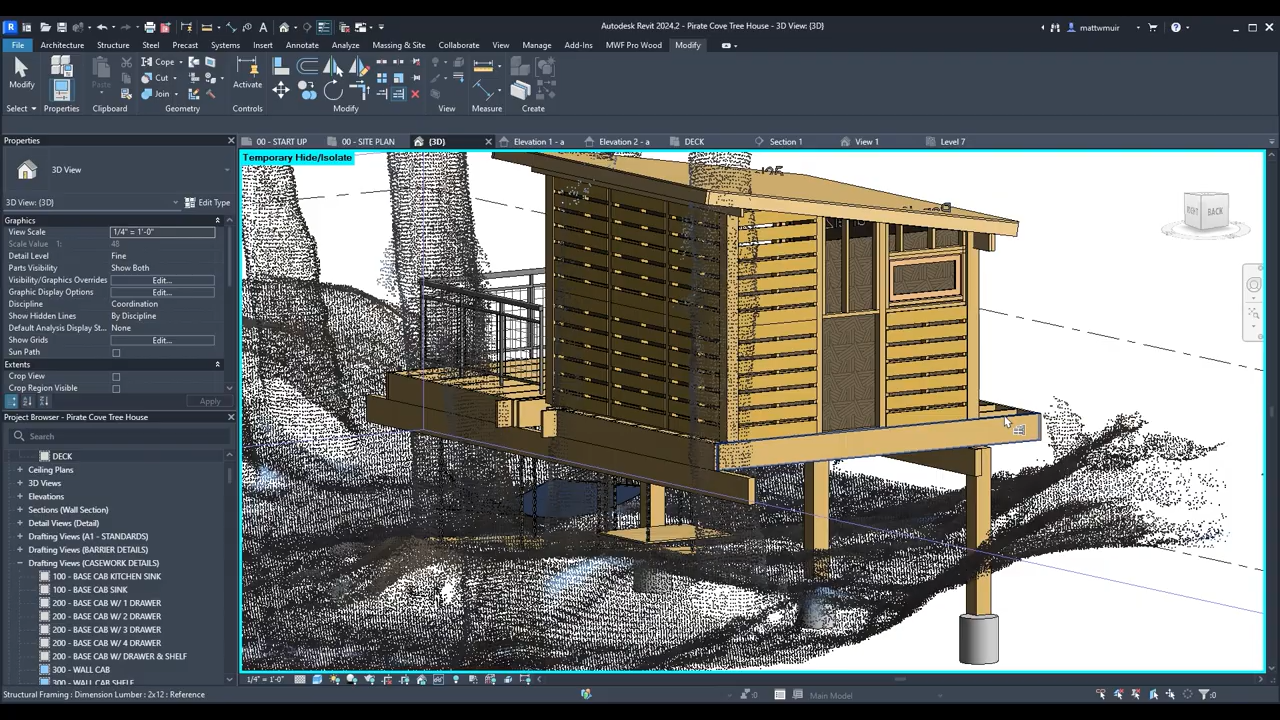 Autodesk Revit 2024.2 - Pirate Cove Tree House - 3D View: {3D}
mattwmuir
File Architecture Structure Steel Precast Systems Insert Annotate Analyze Massing & Site Collaborate View Manage Add-Ins MWF Pro Wood Modify
Modify
Paste
Cope
Cut
Join
Activate
Select Properties Clipboard Geometry Controls Modify View Measure Create
Properties
00 - START UP 00 - SITE PLAN {3D} Elevation 1 - a Elevation 2 - a DECK Section 1 View 1 Level 7
Temporary Hide/Isolate
3D View
3D View: {3D} Edit Type
Graphics
View Scale 1/4" = 1'-0"
Scale Value 1: 48
Detail Level Fine
Parts Visibility Show Both
Visibility/Graphics Overrides Edit...
Graphic Display Options Edit...
Discipline Coordination
Show Hidden Lines By Discipline
Default Analysis Display St... None
Show Grids Edit...
Sun Path
Extents
Crop View
Crop Region Visible
Apply
Project Browser - Pirate Cove Tree House
Search
DECK
Ceiling Plans
3D Views
Elevations
Sections (Wall Section)
Detail Views (Detail)
Drafting Views (A1 - STANDARDS)
Drafting Views (BARRIER DETAILS)
Drafting Views (CASEWORK DETAILS)
100 - BASE CAB KITCHEN SINK
100 - BASE CAB SINK
200 - BASE CAB W/ 1 DRAWER
200 - BASE CAB W/ 2 DRAWER
200 - BASE CAB W/ 3 DRAWER
200 - BASE CAB W/ 4 DRAWER
200 - BASE CAB W/ DRAWER & SHELF
300 - WALL CAB
300 - WALL CAB SHELF
RIGHT BACK
1/4" = 1'-0"
Structural Framing : Dimension Lumber : 2x12 : Reference
:0
Main Model
:0